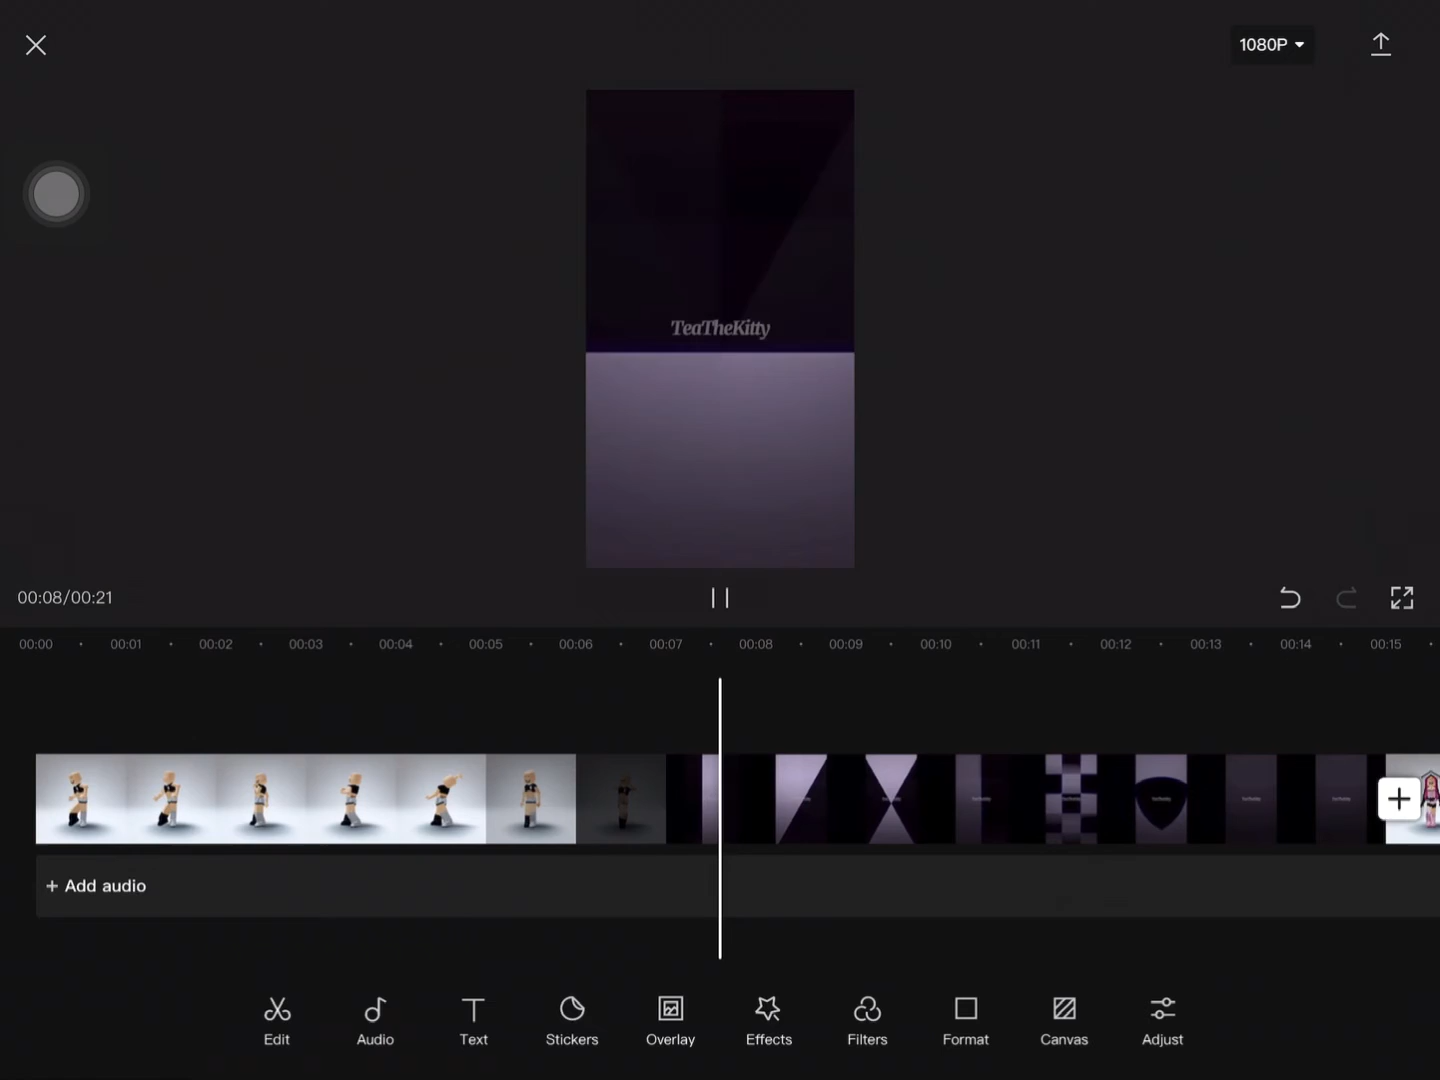 1080P
TeaTheKitty
00:08/00:21
00:00 00:01 00:02 00:03 00:04 00:05 00:06 00:07 00:08 00:09 00:10 00:11 00:12 00:13 00:14 00:15
+ Add audio
Edit Audio Text Stickers Overlay Effects Filters Format Canvas Adjust